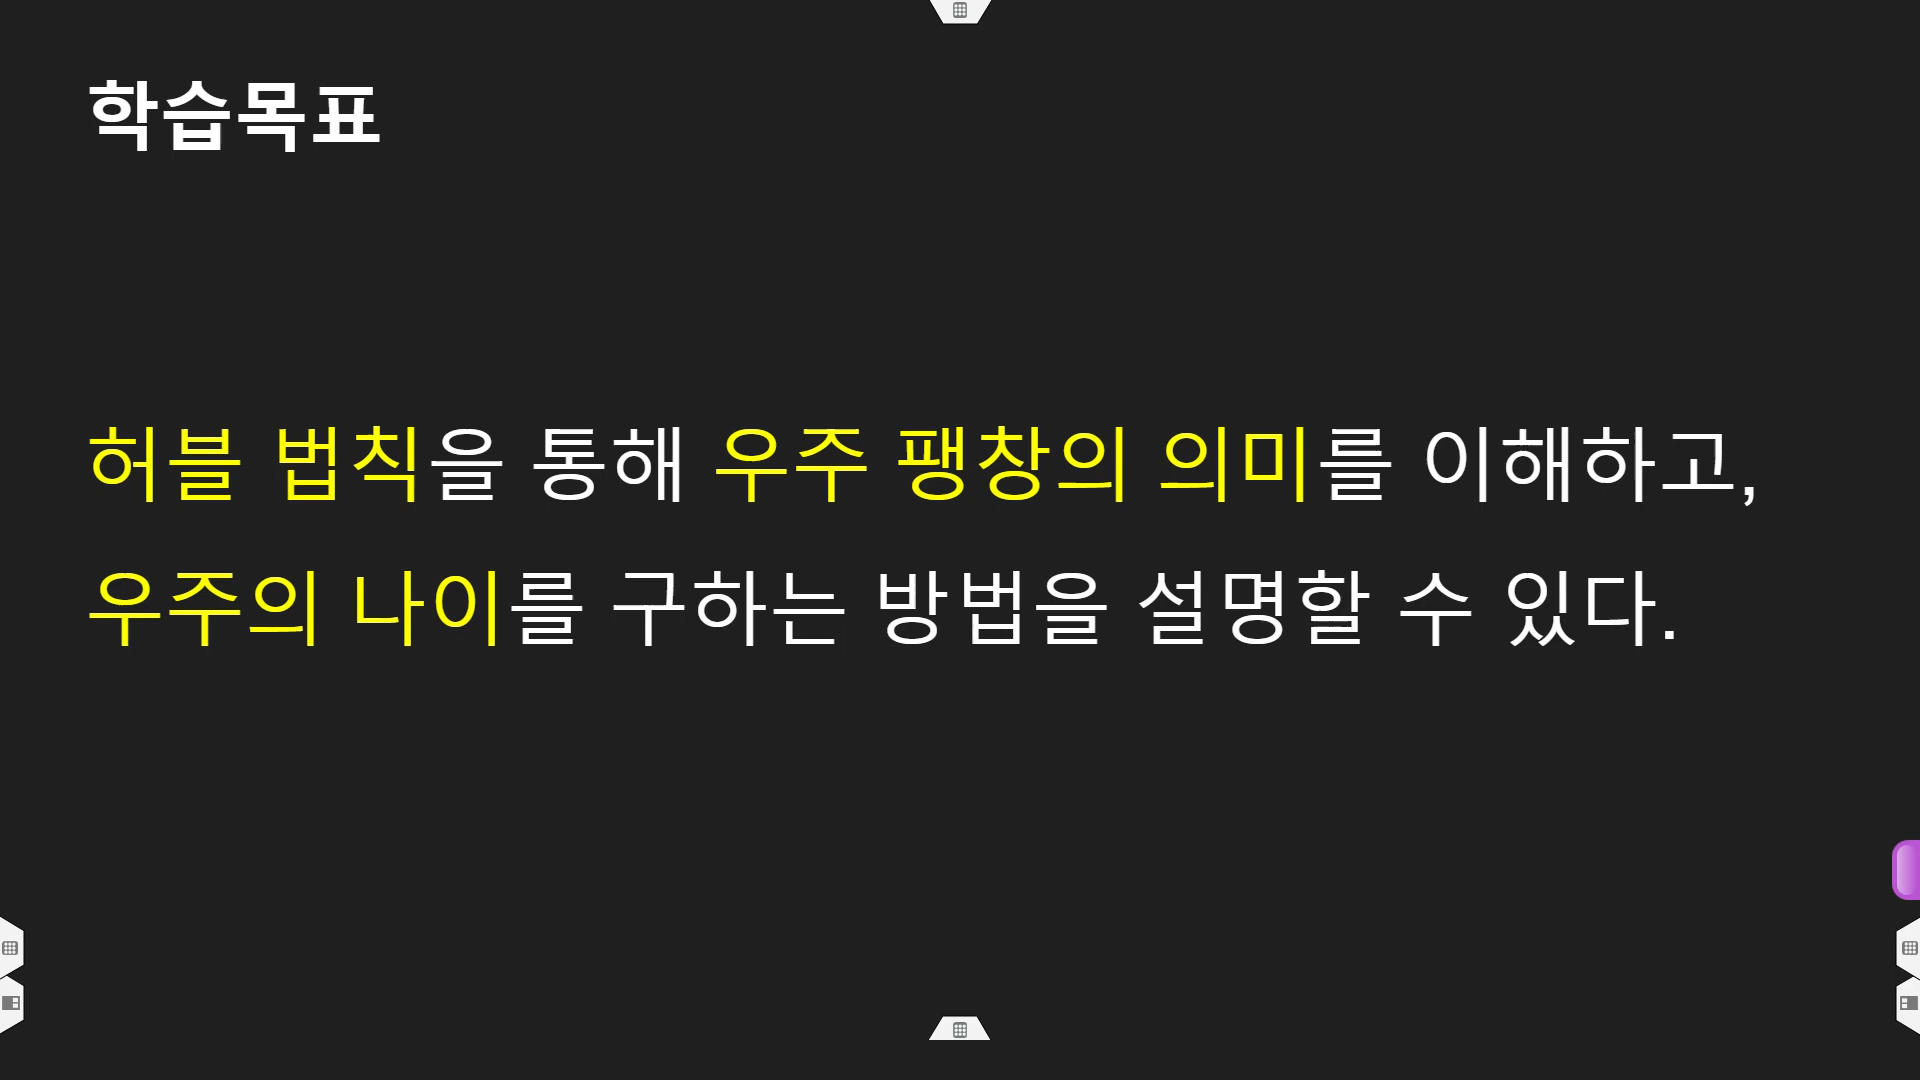 학습목표
허블 법칙을 통해 우주 팽창의 의미를 이해하고,
우주의 나이를 구하는 방법을 설명할 수 있다.